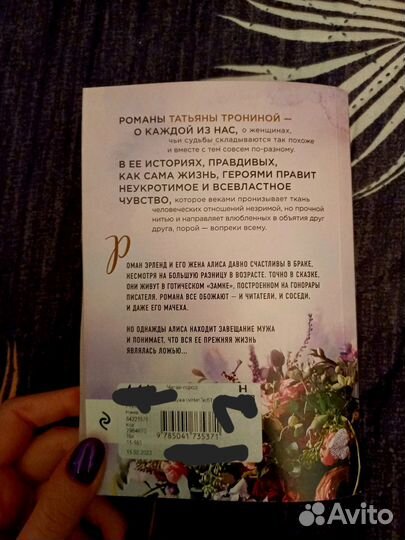 РОМАНЫ ТАТЬЯНЫ ТРОНИНОЙ —
О КАЖДОЙ ИЗ НАС, о женщинах,
чьи судьбы складываются так похоже
и вместе с тем совсем по-разному.
В ЕЕ ИСТОРИЯХ, ПРАВДИВЫХ,
КАК САМА ЖИЗНЬ, ГЕРОЯМИ ПРАВИТ
НЕУКРОТИМОЕ И ВСЕВЛАСТНОЕ
ЧУВСТВО, которое веками пронизывает ткань
человеческих отношений незримой, но прочной
нитью и направляет влюбленных в объятия друг
друга, порой — вопреки всему.
РОМАН ЭРЛЕНД И ЕГО ЖЕНА АЛИСА ДАВНО СЧАСТЛИВЫ В БРАКЕ,
НЕСМОТРЯ НА БОЛЬШУЮ РАЗНИЦУ В ВОЗРАСТЕ. ТОЧНО В СКАЗКЕ,
ОНИ ЖИВУТ В ГОТИЧЕСКОМ "ЗАМКЕ", ПОСТРОЕННОМ НА ГОНОРАРЫ
ПИСАТЕЛЯ. РОМАНА ВСЕ ОБОЖАЮТ — И ЧИТАТЕЛИ, И СОСЕДИ,
И ДАЖЕ ЕГО МАЧЕХА.
НО ОДНАЖДЫ АЛИСА НАХОДИТ ЗАВЕЩАНИЕ МУЖА
И ПОНИМАЕТ, ЧТО ВСЯ ЕЕ ПРЕЖНЯЯ ЖИЗНЬ
ЯВЛЯЛАСЬ ЛОЖЬЮ...
Читай-город
Н
9 785041 735371
Avito